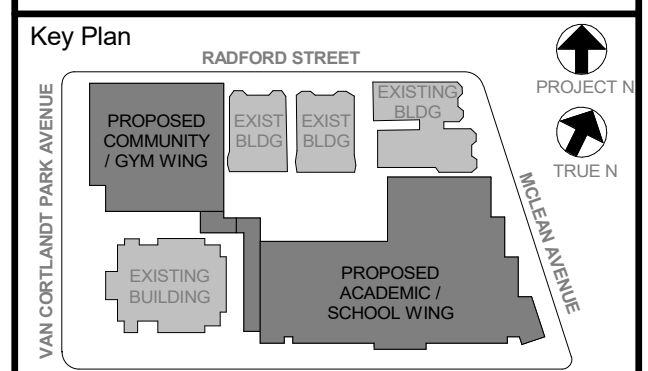 Key Plan
RADFORD STREET
PROJECT N
TRUE N
VAN CORTLANDT PARK AVENUE
MCLEAN AVENUE
PROPOSED
COMMUNITY
/ GYM WING
EXIST
BLDG
EXIST
BLDG
EXISTING
BLDG
EXISTING
BUILDING
PROPOSED
ACADEMIC /
SCHOOL WING